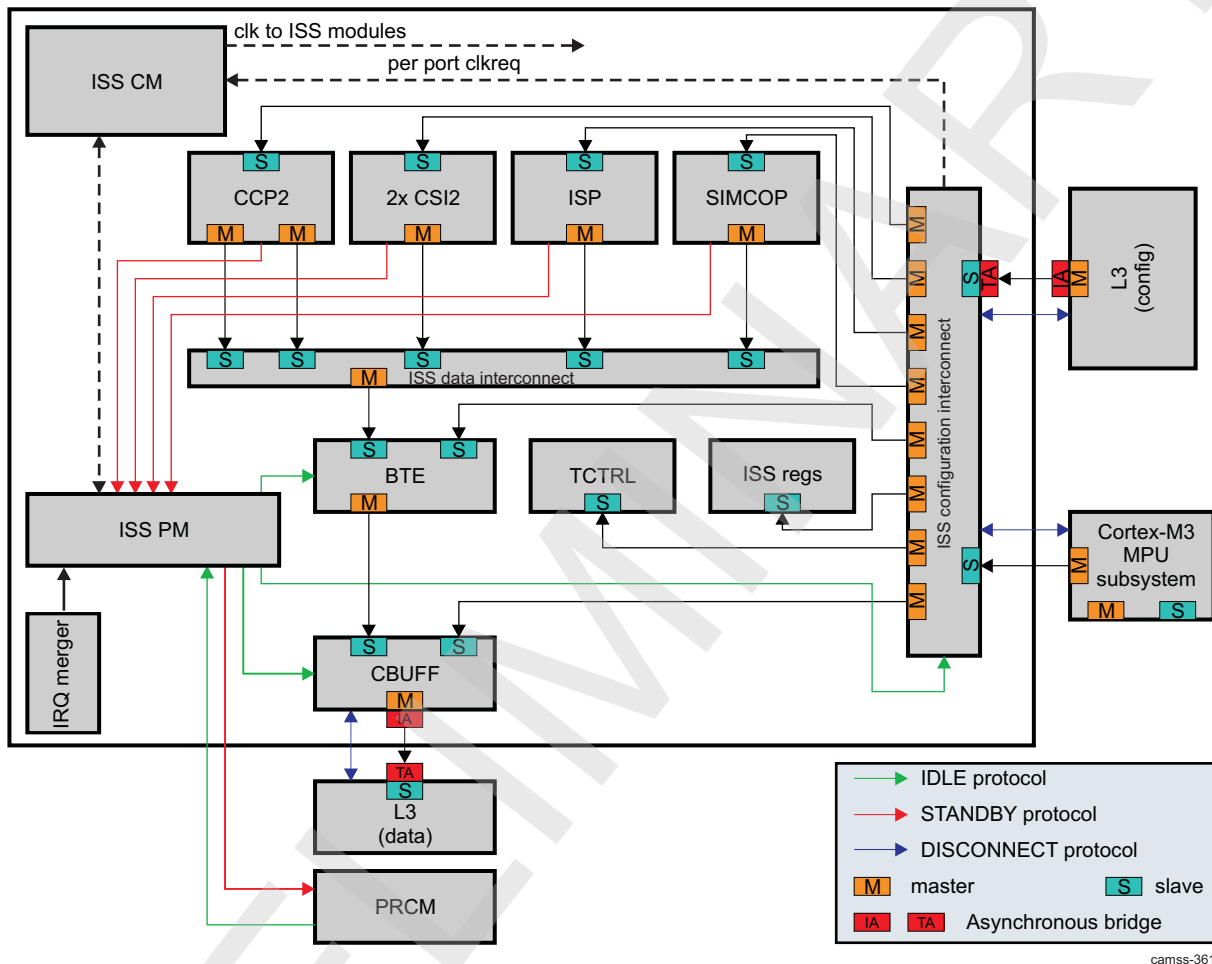 clk to ISS modules
per port clkreq
ISS CM
S
S
S
S
CCP2
2x CSI2
ISP
SIMCOP
M
M
M
M
M
M
M
M
M
M
M
M
M
ISS configuration interconnect
S
TA
IA
M
L3
(config)
S
S
S
S
S
M
ISS data interconnect
S
S
BTE
M
TCTRL
S
ISS regs
S
ISS PM
S
M
Cortex-M3
MPU
subsystem
M
S
IRQ merger
S
S
CBUFF
M
IA
TA
S
L3
(data)
PRCM
IDLE protocol
STANDBY protocol
DISCONNECT protocol
M
master
S
slave
IA
TA
Asynchronous bridge
camss-361